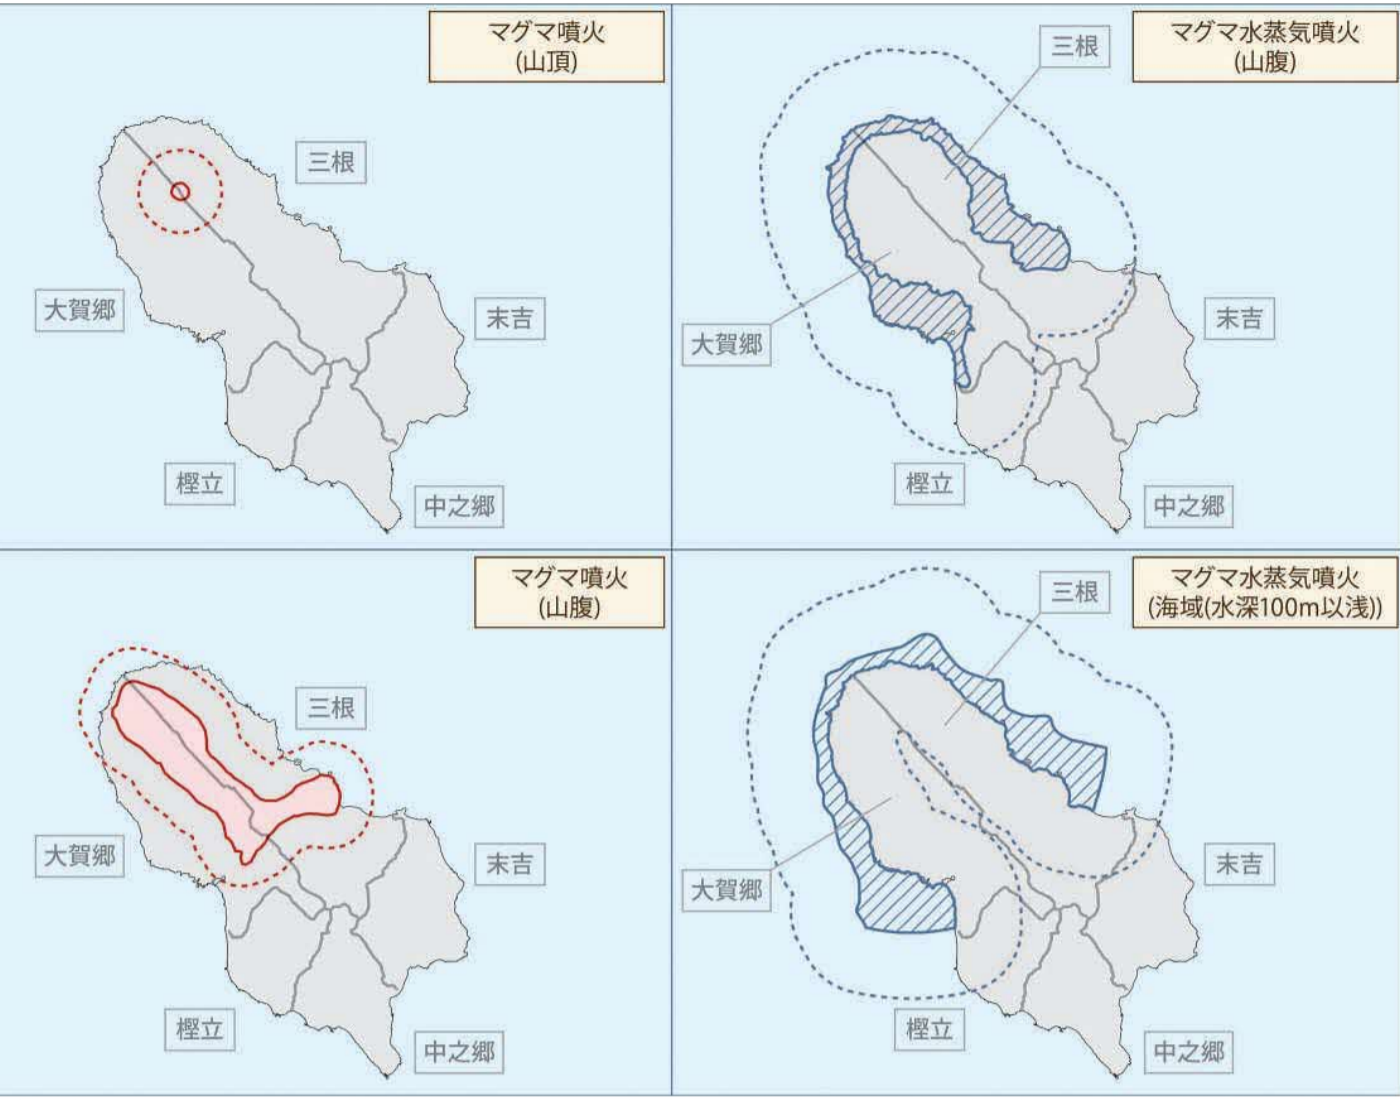 マグマ噴火
(山頂)
三根
大賀郷
末吉
樫立
中之郷
マグマ水蒸気噴火
(山腹)
三根
大賀郷
末吉
樫立
中之郷
マグマ噴火
(山腹)
三根
大賀郷
末吉
樫立
中之郷
マグマ水蒸気噴火
(海域(水深100m以浅))
三根
大賀郷
末吉
樫立
中之郷